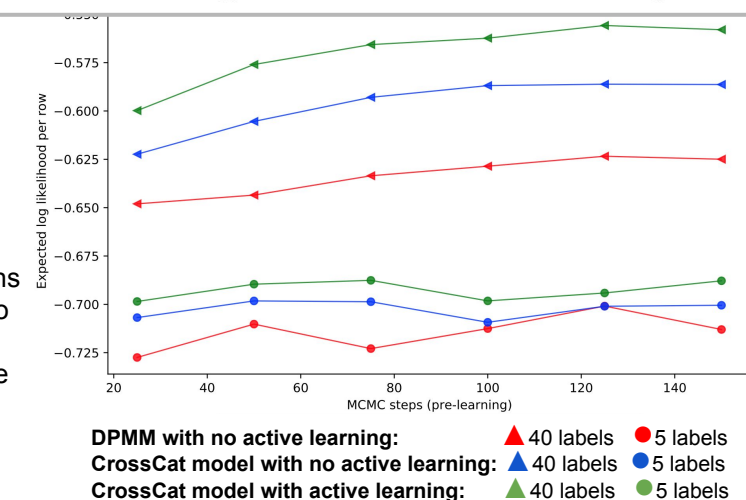 −0.575
−0.600
−0.625
−0.650
−0.675
−0.700
−0.725
Expected log likelihood per row
20 40 60 80 100 120 140
MCMC steps (pre-learning)
DPMM with no active learning: 40 labels 5 labels
CrossCat model with no active learning: 40 labels 5 labels
CrossCat model with active learning: 40 labels 5 labels